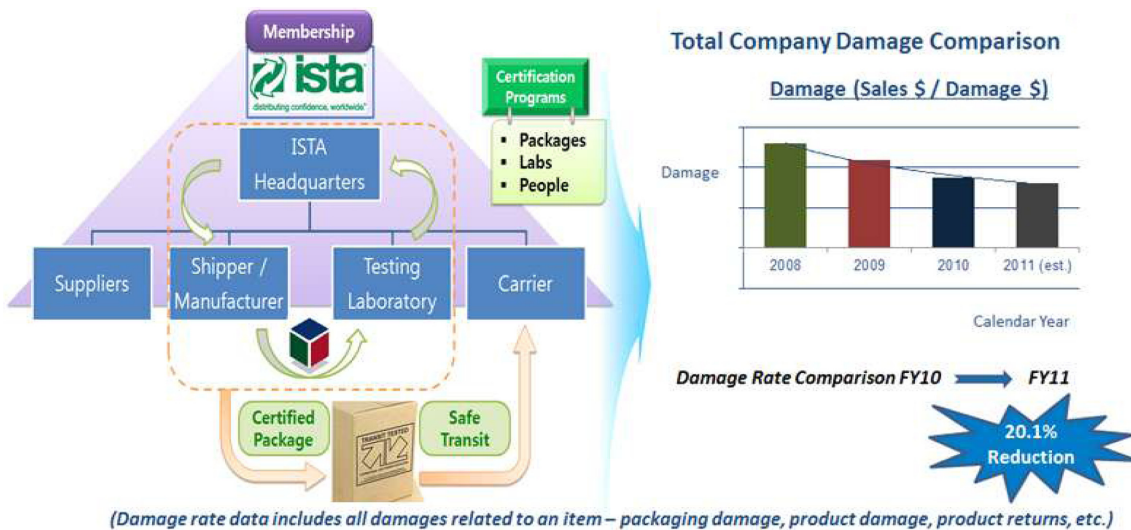 Membership
ista
distributing confidence, worldwide™
ISTA
Headquarters
Suppliers
Shipper /
Manufacturer
Testing
Laboratory
Carrier
Certification
Programs
▪ Packages
▪ Labs
▪ People
Certified
Package
TRANSIT TESTED
Safe
Transit
Total Company Damage Comparison
Damage (Sales $ / Damage $)
Damage
2008 2009 2010 2011 (est.)
Calendar Year
Damage Rate Comparison FY10 FY11
20.1%
Reduction
(Damage rate data includes all damages related to an item – packaging damage, product damage, product returns, etc.)